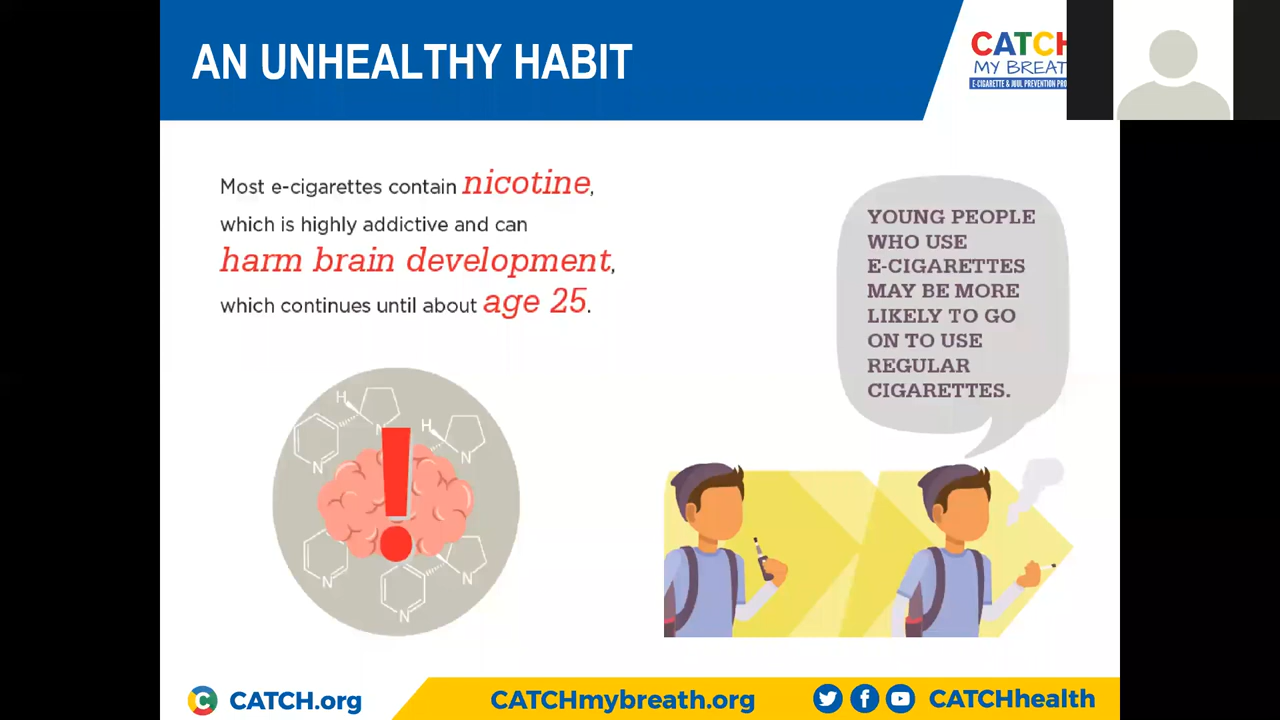 AN UNHEALTHY HABIT
CATCH
MY BREAT
E-CIGARETTE & JUUL PREVENTION PRO
Most e-cigarettes contain nicotine,
which is highly addictive and can
harm brain development,
which continues until about age 25.
YOUNG PEOPLE
WHO USE
E-CIGARETTES
MAY BE MORE
LIKELY TO GO
ON TO USE
REGULAR
CIGARETTES.
H
N
H
N
N
N
N
N
C CATCH.org
CATCHmybreath.org
CATCHhealth